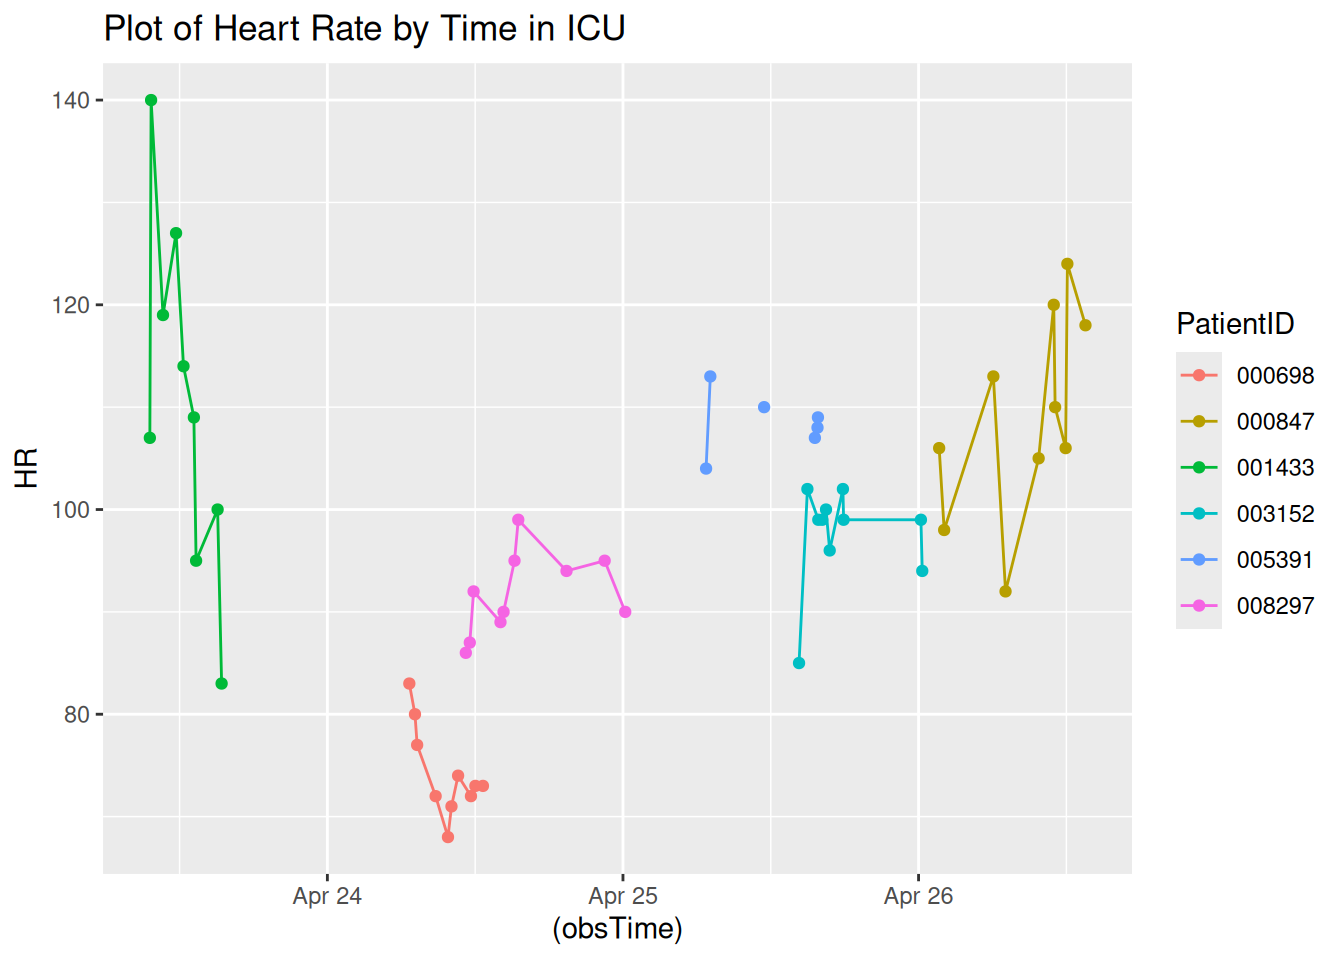 Plot of Heart Rate by Time in ICU
140
120
100
80
HR
Apr 24
Apr 25
Apr 26
(obsTime)
PatientID
000698
000847
001433
003152
005391
008297